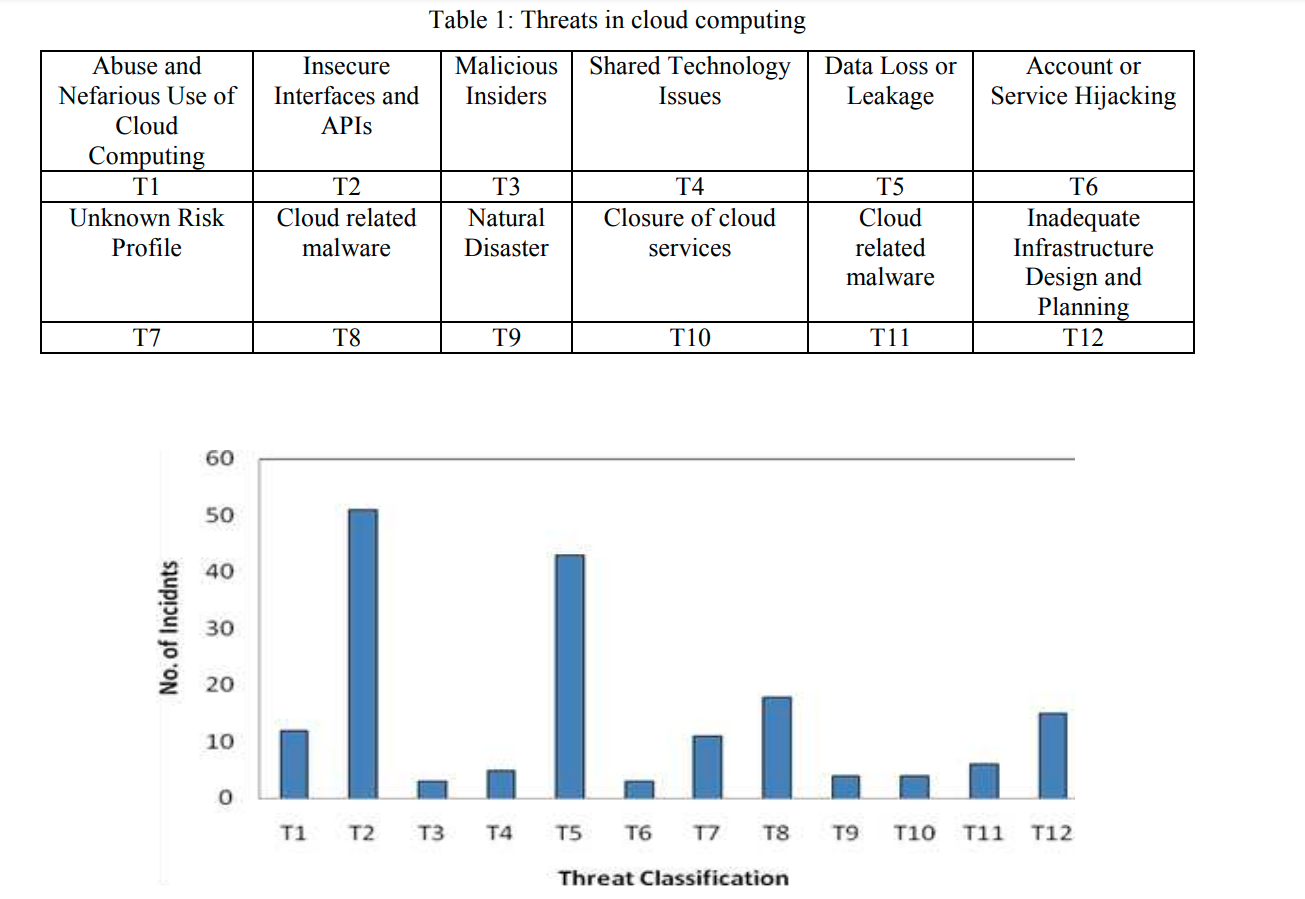 Table 1: Threats in cloud computing
Abuse and
Nefarious Use of
Cloud
Computing
Insecure
Interfaces and
APIs
Malicious
Insiders
Shared Technology
Issues
Data Loss or
Leakage
Account or
Service Hijacking
T1
T2
T3
T4
T5
T6
Unknown Risk
Profile
Cloud related
malware
Natural
Disaster
Closure of cloud
services
Cloud
related
malware
Inadequate
Infrastructure
Design and
Planning
T7
T8
T9
T10
T11
T12
No. of Incidnts
60
50
40
30
20
10
0
T1 T2 T3 T4 T5 T6 T7 T8 T9 T10 T11 T12
Threat Classification